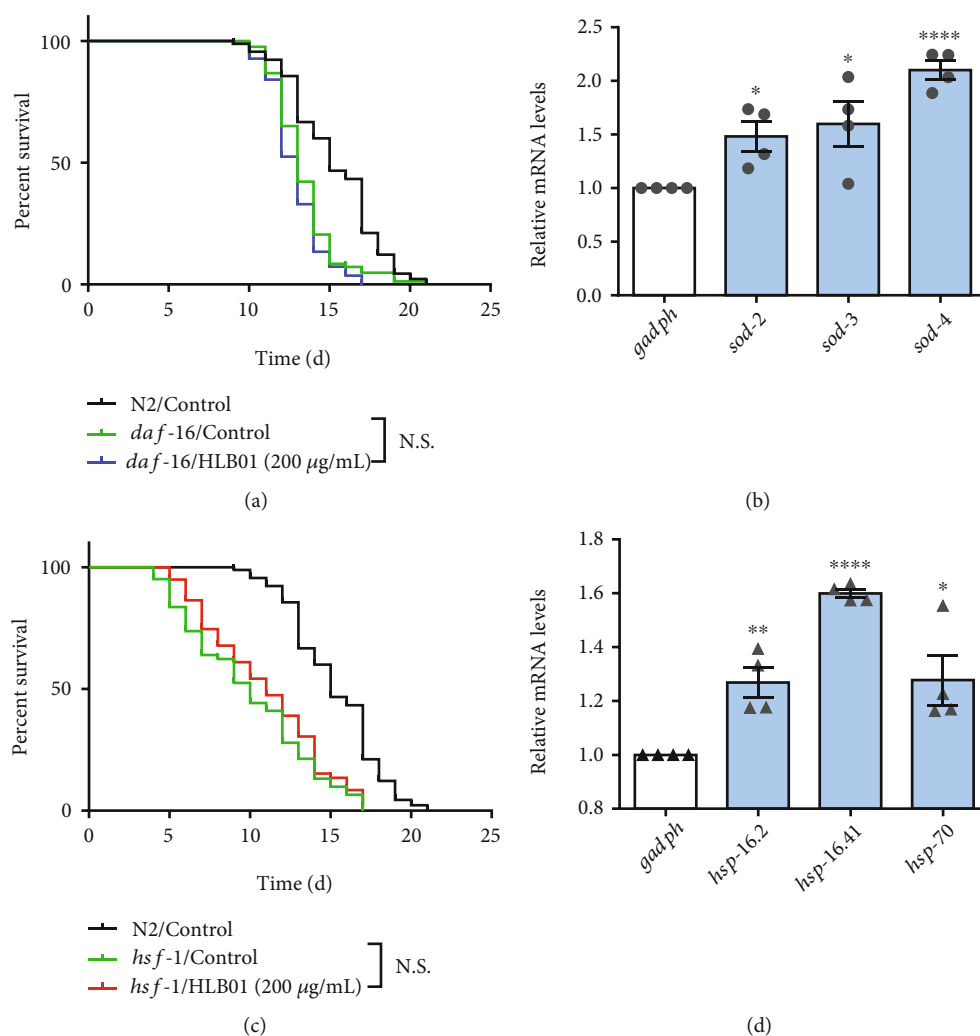 Percent survival
100
50
0
0 5 10 15 20 25
Time (d)
N2/Control
daf-16/Control
daf-16/HLB01 (200 μg/mL)
N.S.
(a)
Relative mRNA levels
2.5
2.0
1.5
1.0
0.5
0.0
* * ****
gadph sod-2 sod-3 sod-4
(b)
Percent survival
100
50
0
0 5 10 15 20 25
Time (d)
N2/Control
hsf-1/Control
hsf-1/HLB01 (200 μg/mL)
N.S.
(c)
Relative mRNA levels
1.8
1.6
1.4
1.2
1.0
0.8
** **** *
gadph hsp-16.2 hsp-16.41 hsp-70
(d)